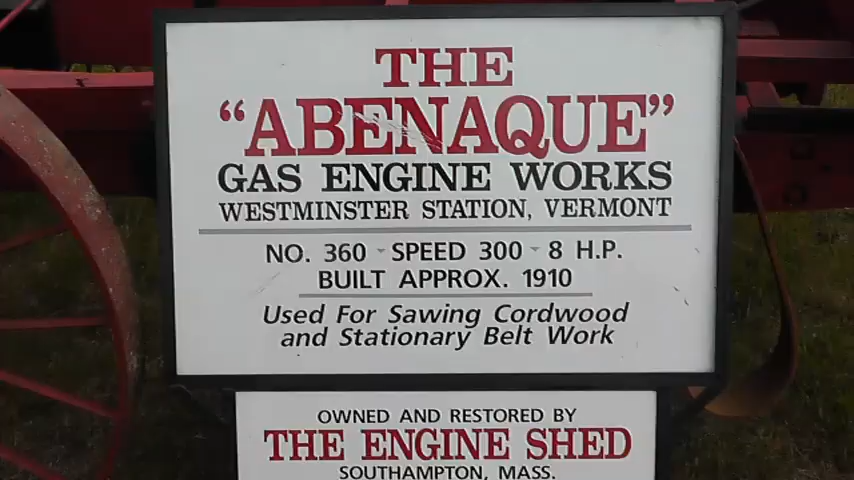 THE
"ABENAQUE"
GAS ENGINE WORKS
WESTMINSTER STATION, VERMONT
NO. 360 - SPEED 300 - 8 H.P.
BUILT APPROX. 1910
Used For Sawing Cordwood
and Stationary Belt Work
OWNED AND RESTORED BY
THE ENGINE SHED
SOUTHAMPTON, MASS.